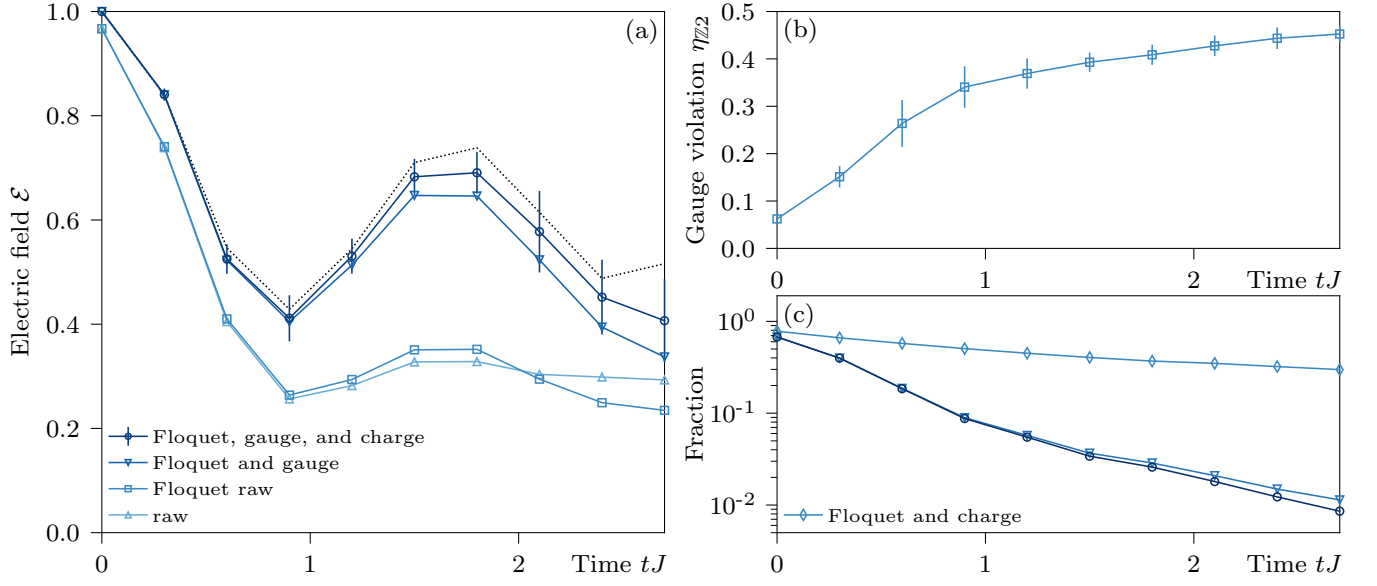 (a)
Electric field ℰ
1.0
0.8
0.6
0.4
0.2
0.0
Floquet, gauge, and charge
Floquet and gauge
Floquet raw
raw
0
1
2
Time tJ
(b)
Gauge violation η_ℤ2
0.5
0.4
0.3
0.2
0.1
0.0
0
1
2
Time tJ
(c)
Fraction
10^0
10^-1
10^-2
Floquet and charge
0
1
2
Time tJ